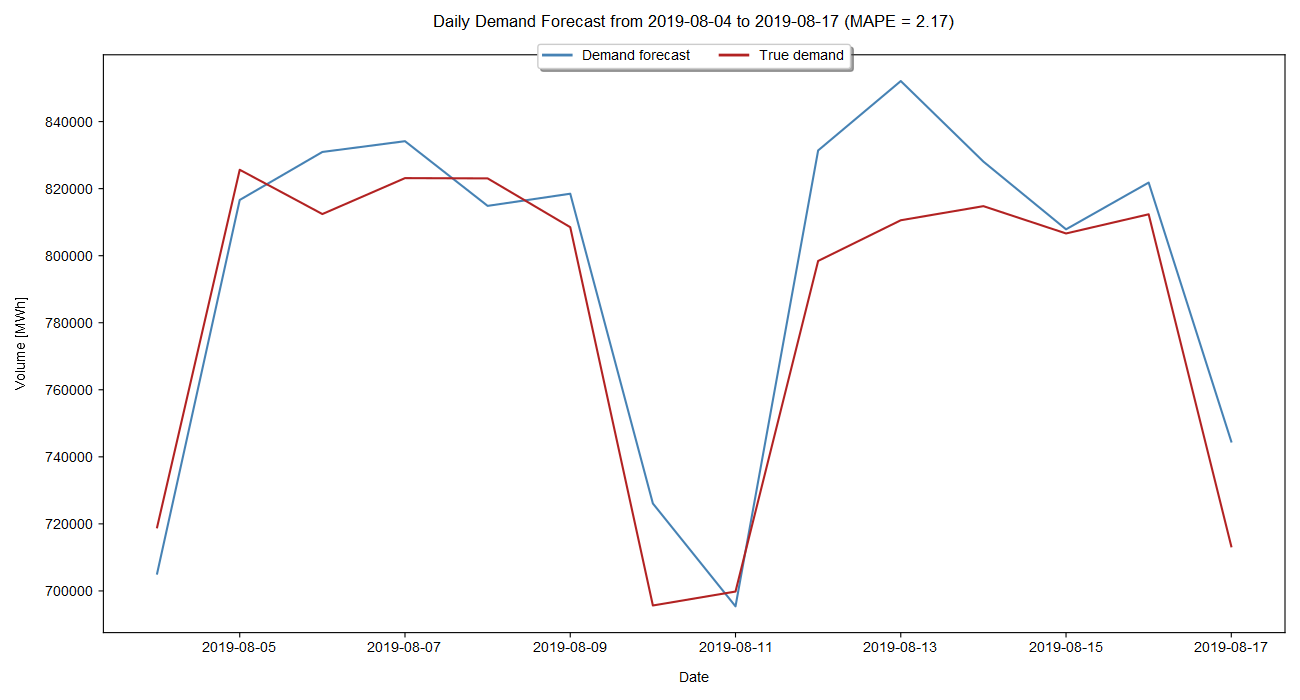 Daily Demand Forecast from 2019-08-04 to 2019-08-17 (MAPE = 2.17)
Demand forecast True demand
840000
820000
800000
780000
760000
740000
720000
700000
Volume [MWh]
2019-08-05 2019-08-07 2019-08-09 2019-08-11 2019-08-13 2019-08-15 2019-08-17
Date